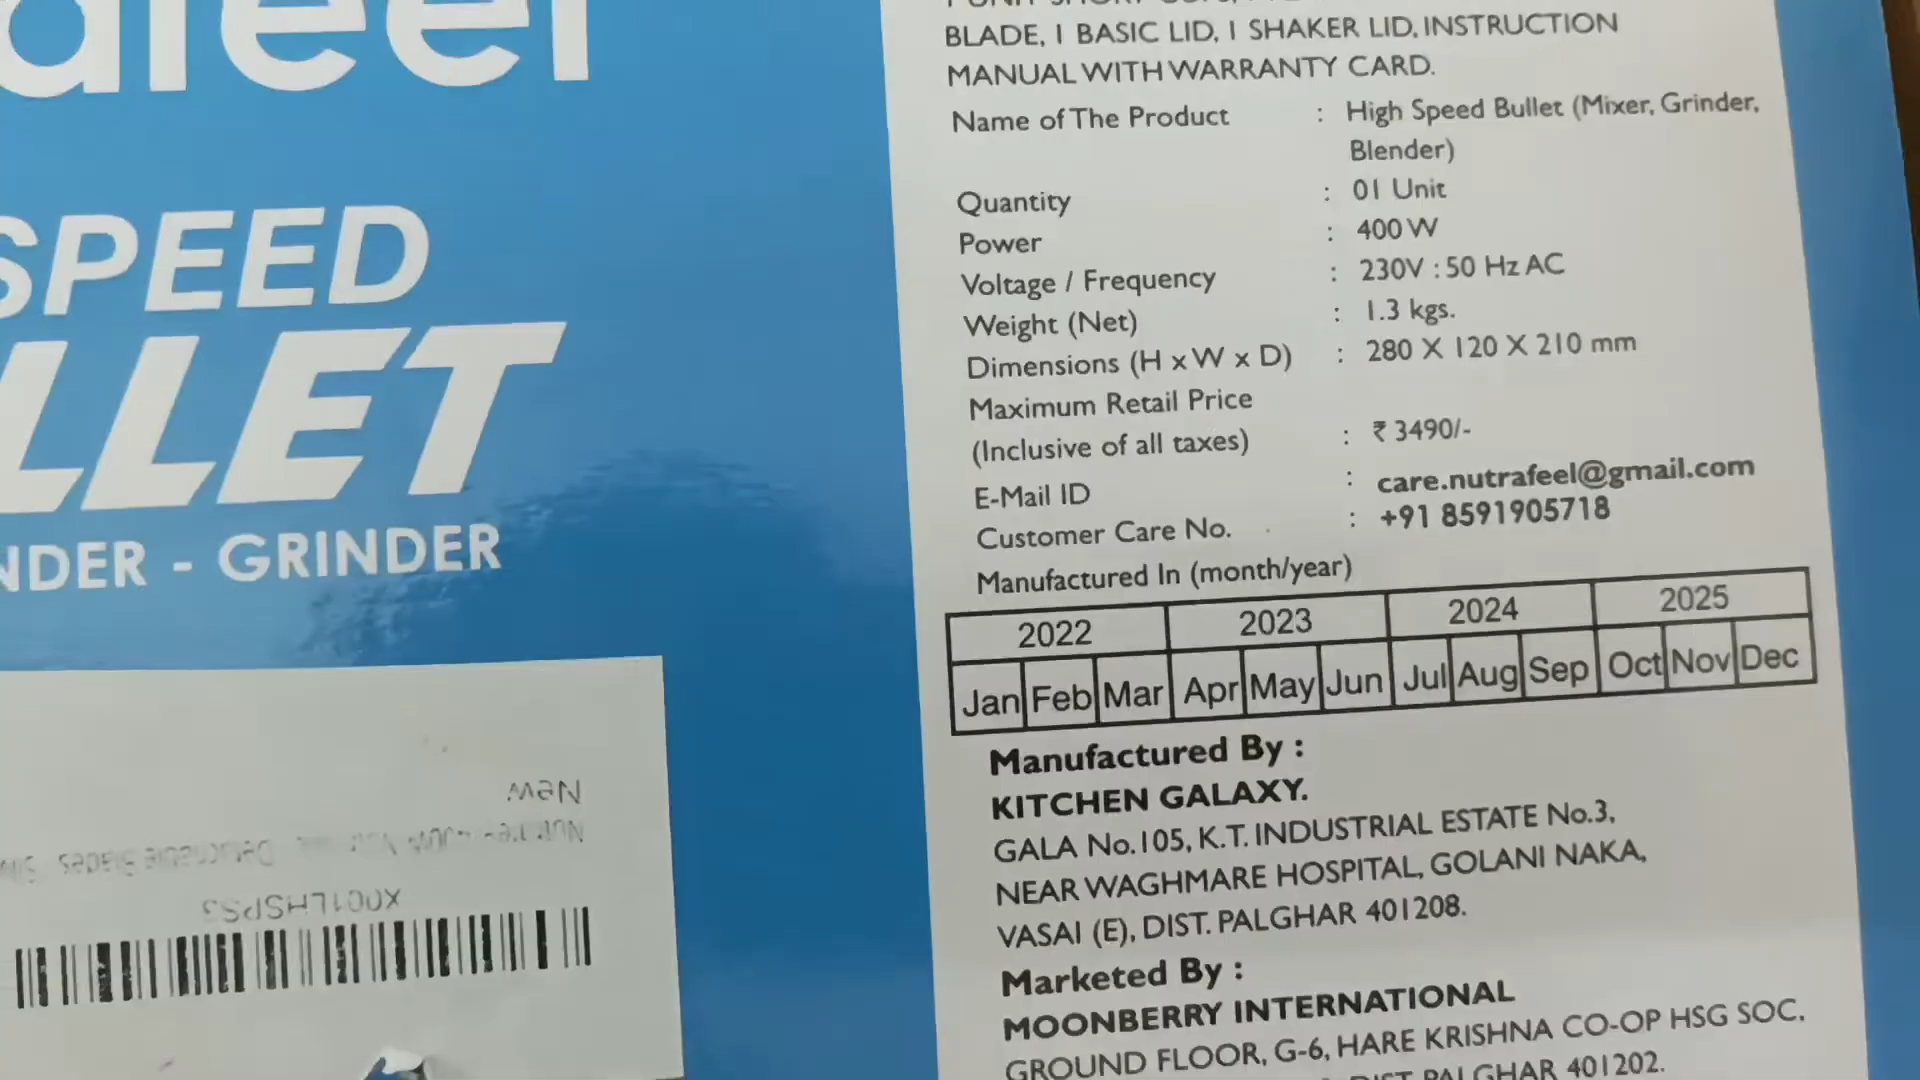 SPEED
LLET
NDER - GRINDER
New
X001LHSPS3
BLADE, 1 BASIC LID, 1 SHAKER LID, INSTRUCTION
MANUAL WITH WARRANTY CARD.
Name of The Product : High Speed Bullet (Mixer, Grinder,
Blender)
Quantity : 01 Unit
Power : 400 W
Voltage / Frequency : 230V : 50 Hz AC
Weight (Net) : 1.3 kgs.
Dimensions (H x W x D) : 280 X 120 X 210 mm
Maximum Retail Price
(Inclusive of all taxes) : ₹ 3490/-
E-Mail ID : care.nutrafeel@gmail.com
Customer Care No. : +91 8591905718
Manufactured In (month/year)
2022 2023 2024 2025
Jan Feb Mar Apr May Jun Jul Aug Sep Oct Nov Dec
Manufactured By :
KITCHEN GALAXY.
GALA No.105, K.T. INDUSTRIAL ESTATE No.3,
NEAR WAGHMARE HOSPITAL, GOLANI NAKA,
VASAI (E), DIST. PALGHAR 401208.
Marketed By :
MOONBERRY INTERNATIONAL
GROUND FLOOR, G-6, HARE KRISHNA CO-OP HSG SOC,
DIST PALGHAR 401202.